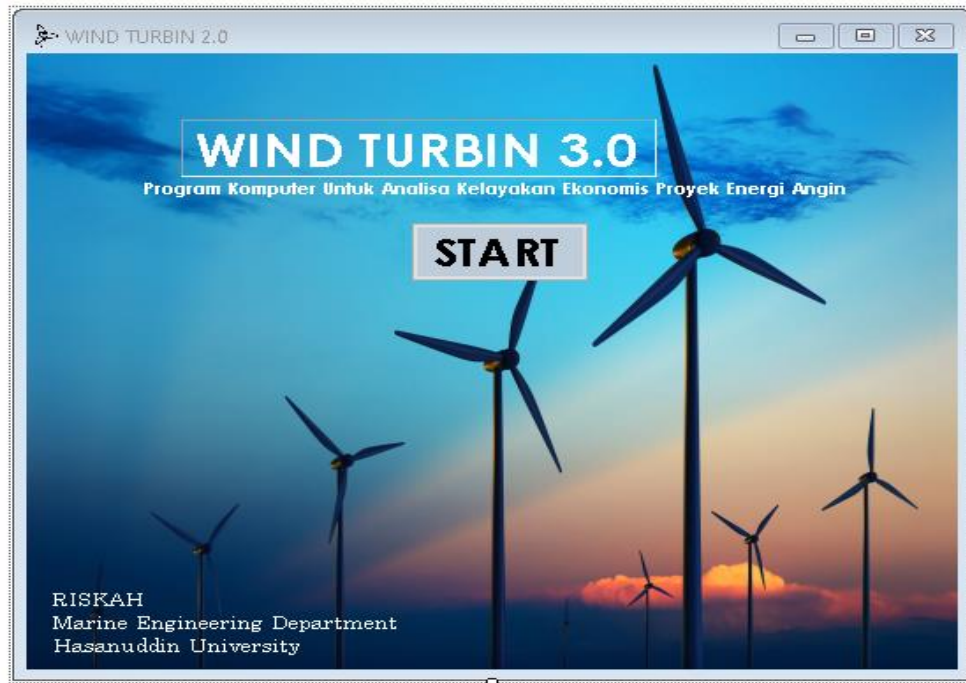 WIND TURBIN 2.0
WIND TURBIN 3.0
Program Komputer Untuk Analisa Kelayakan Ekonomis Proyek Energi Angin
START
RISKAH
Marine Engineering Department
Hasanuddin University